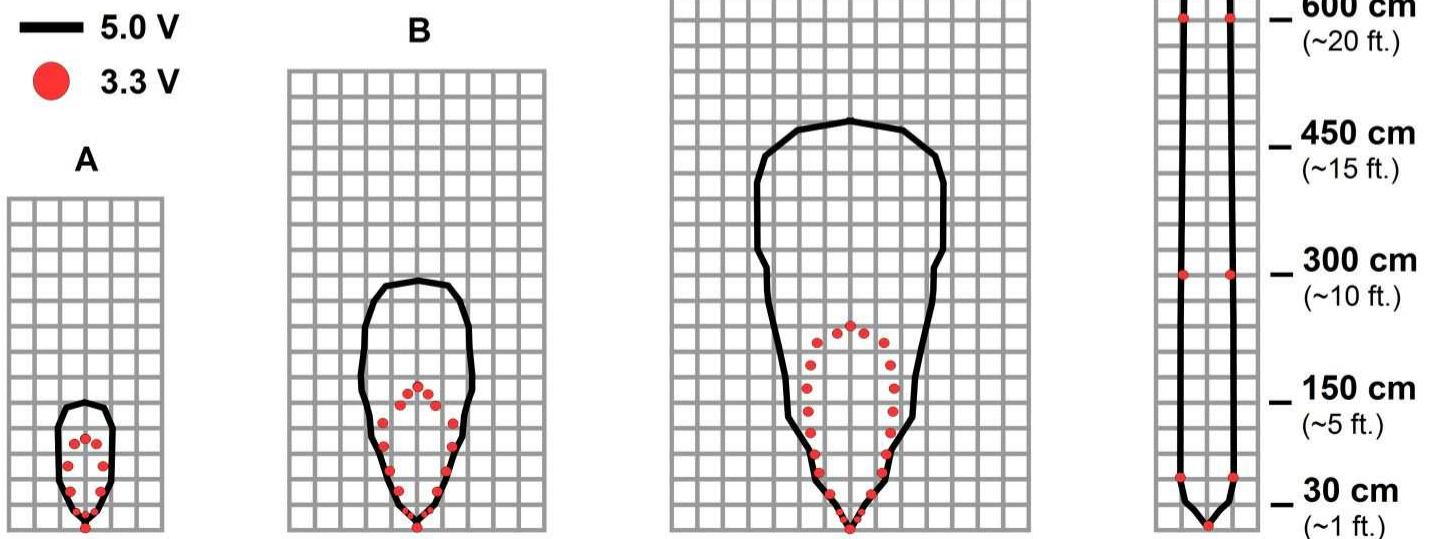 5.0 V
3.3 V
A
B
600 cm
(~20 ft.)
450 cm
(~15 ft.)
300 cm
(~10 ft.)
150 cm
(~5 ft.)
30 cm
(~1 ft.)